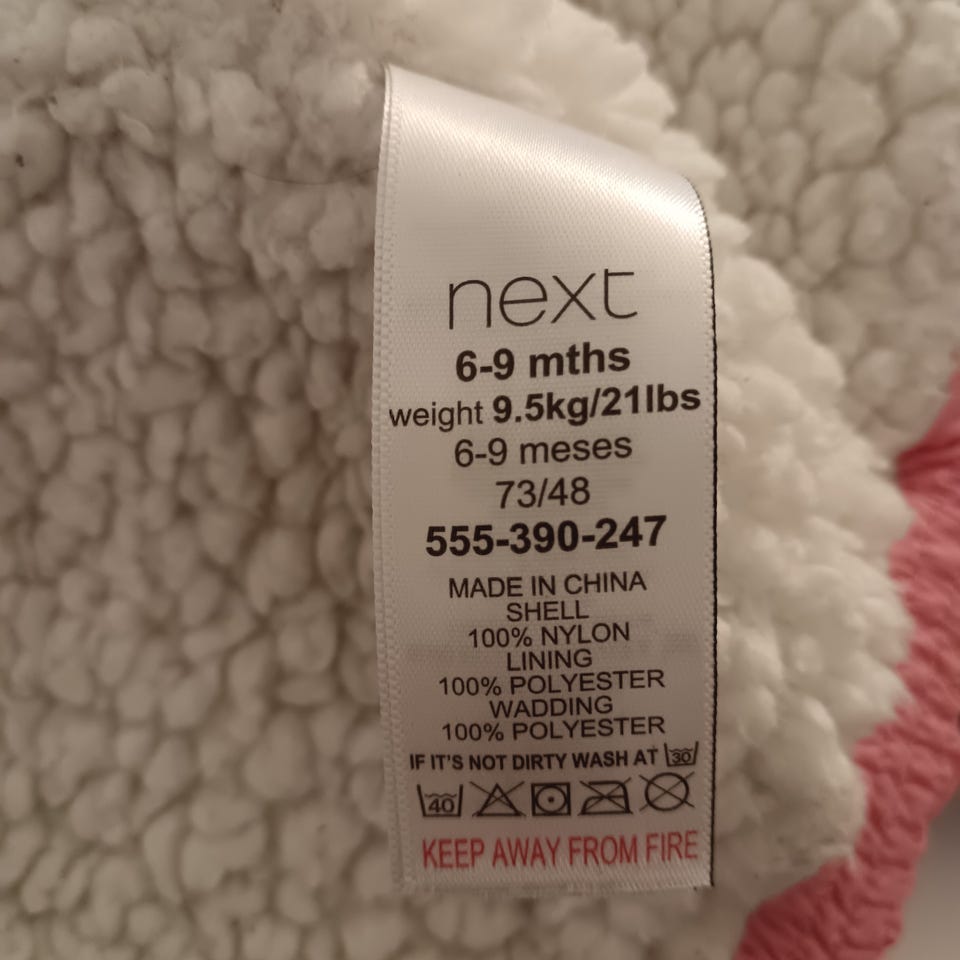 next
6-9 mths
weight 9.5kg/21lbs
6-9 meses
73/48
555-390-247
MADE IN CHINA
SHELL
100% NYLON
LINING
100% POLYESTER
WADDING
100% POLYESTER
IF IT'S NOT DIRTY WASH AT 30
40
KEEP AWAY FROM FIRE